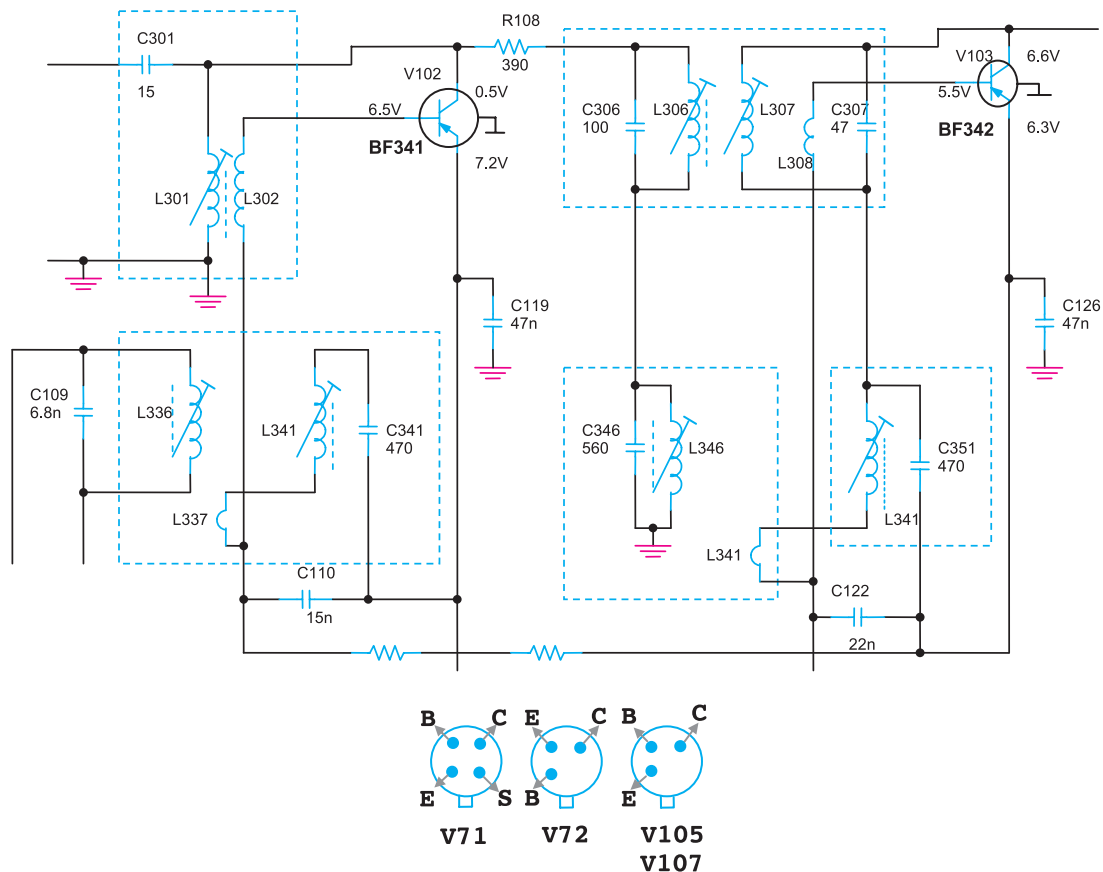 R108
390
C301
15
V102
0.5V
6.5V
BF341
7.2V
C306
100
L306
L307
C307
47
L308
V103
6.6V
5.5V
BF342
6.3V
L301
L302
C119
47n
C126
47n
C109
6.8n
L336
L341
C341
470
L337
C110
15n
C346
560
L346
L341
C351
470
L341
C122
22n
B
C
E
S
V71
E
C
B
V72
B
C
E
V105
V107